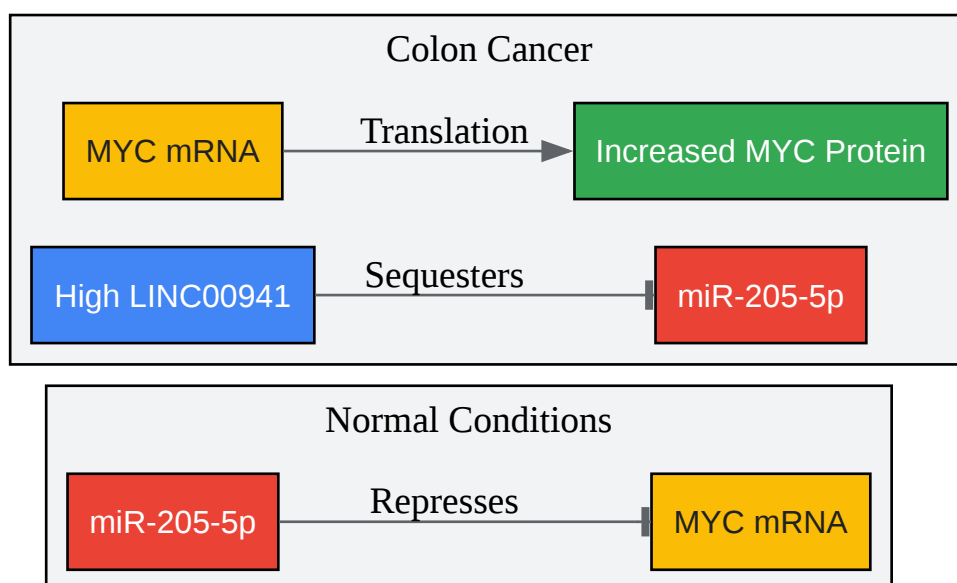 Colon Cancer
MYC mRNA
Translation
Increased MYC Protein
High LINC00941
Sequesters
miR-205-5p
Normal Conditions
miR-205-5p
Represses
MYC mRNA